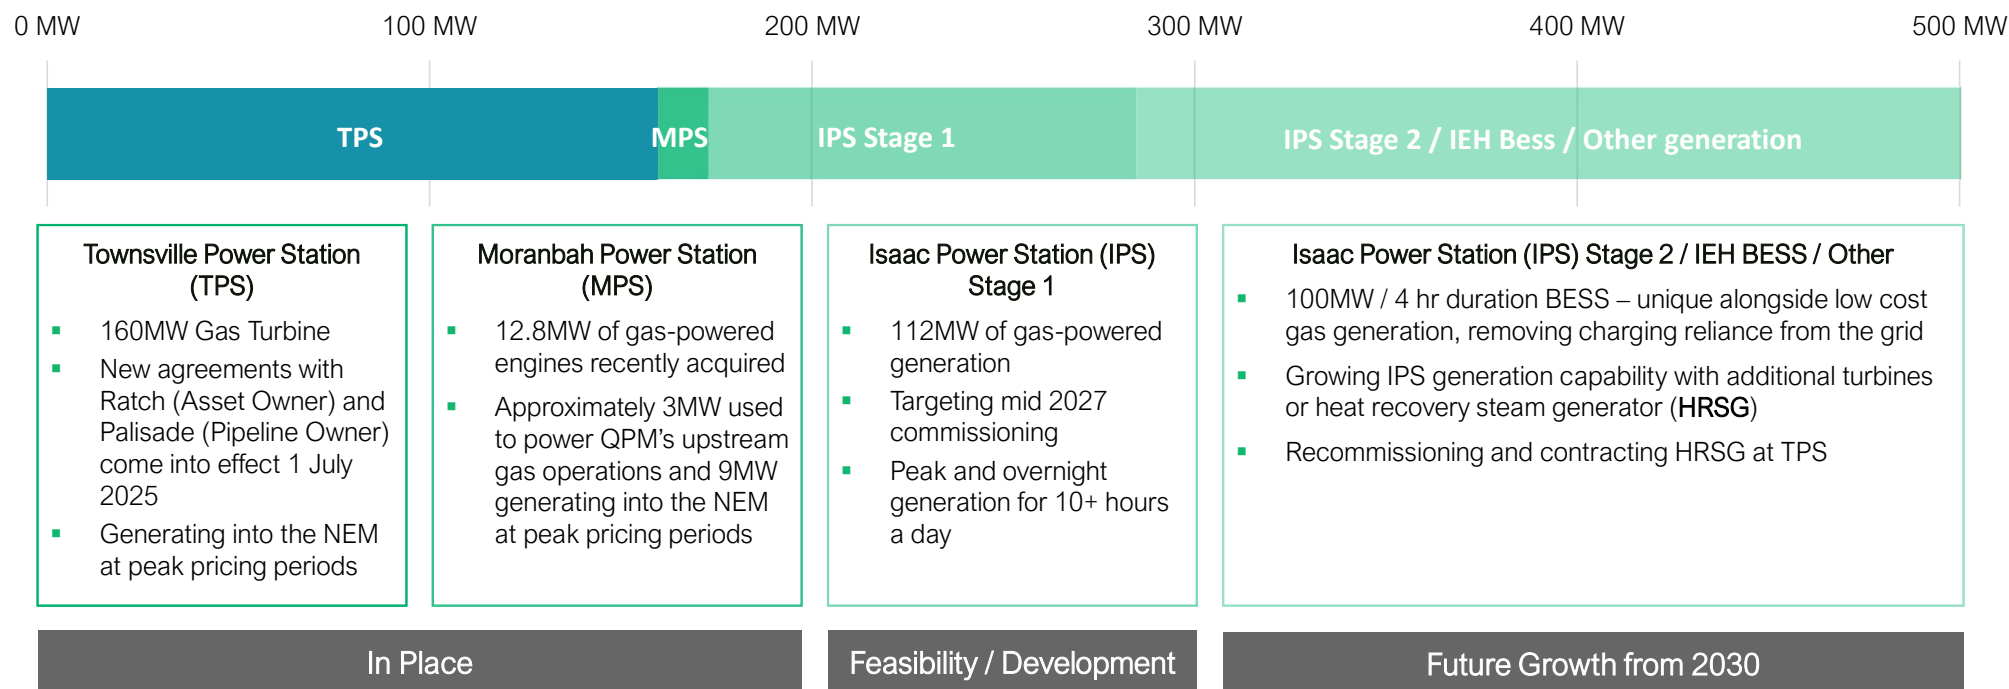 0 MW 100 MW 200 MW 300 MW 400 MW 500 MW
TPS MPS IPS Stage 1 IPS Stage 2 / IEH Bess / Other generation
Townsville Power Station
(TPS)
▪ 160MW Gas Turbine
▪ New agreements with
Ratch (Asset Owner) and
Palisade (Pipeline Owner)
come into effect 1 July
2025
▪ Generating into the NEM
at peak pricing periods
Moranbah Power Station
(MPS)
▪ 12.8MW of gas-powered
engines recently acquired
▪ Approximately 3MW used
to power QPM's upstream
gas operations and 9MW
generating into the NEM
at peak pricing periods
Isaac Power Station (IPS)
Stage 1
▪ 112MW of gas-powered
generation
▪ Targeting mid 2027
commissioning
▪ Peak and overnight
generation for 10+ hours
a day
Isaac Power Station (IPS) Stage 2 / IEH BESS / Other
▪ 100MW / 4 hr duration BESS – unique alongside low cost
gas generation, removing charging reliance from the grid
▪ Growing IPS generation capability with additional turbines
or heat recovery steam generator (HRSG)
▪ Recommissioning and contracting HRSG at TPS
In Place
Feasibility / Development
Future Growth from 2030